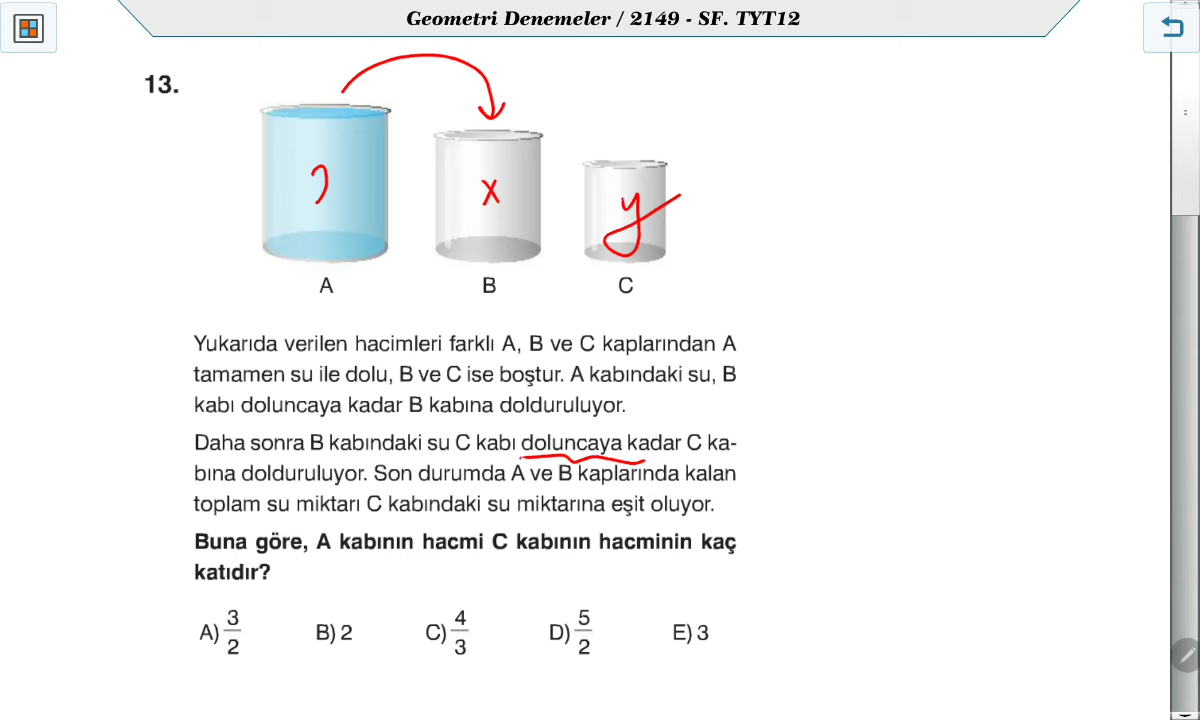 Geometri Denemeler / 2149 - SF. TYT12
13.
x
y
A
B
C
Yukarıda verilen hacimleri farklı A, B ve C kaplarından A
tamamen su ile dolu, B ve C ise boştur. A kabındaki su, B
kabı doluncaya kadar B kabına dolduruluyor.
Daha sonra B kabındaki su C kabı doluncaya kadar C ka-
bına dolduruluyor. Son durumda A ve B kaplarında kalan
toplam su miktarı C kabındaki su miktarına eşit oluyor.
Buna göre, A kabının hacmi C kabının hacminin kaç
katıdır?
A) 3/2 B) 2 C) 4/3 D) 5/2 E) 3